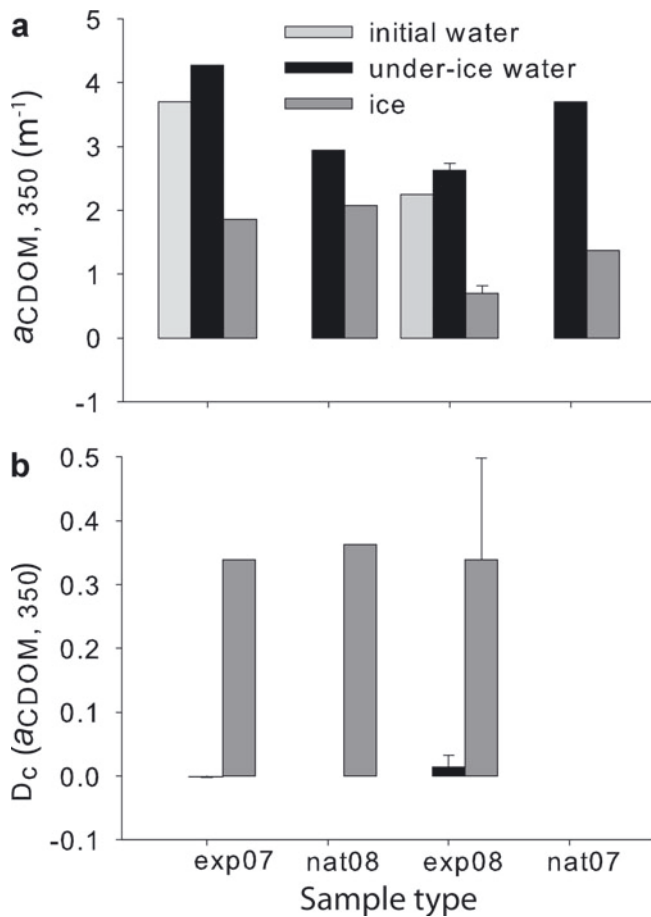 a
5
initial water
under-ice water
ice
4
3
2
1
0
-1
aCDOM, 350 (m⁻¹)
b
0.5
0.4
0.3
0.2
0.1
0.0
-0.1
Dc (aCDOM, 350)
exp07 nat08 exp08 nat07
Sample type